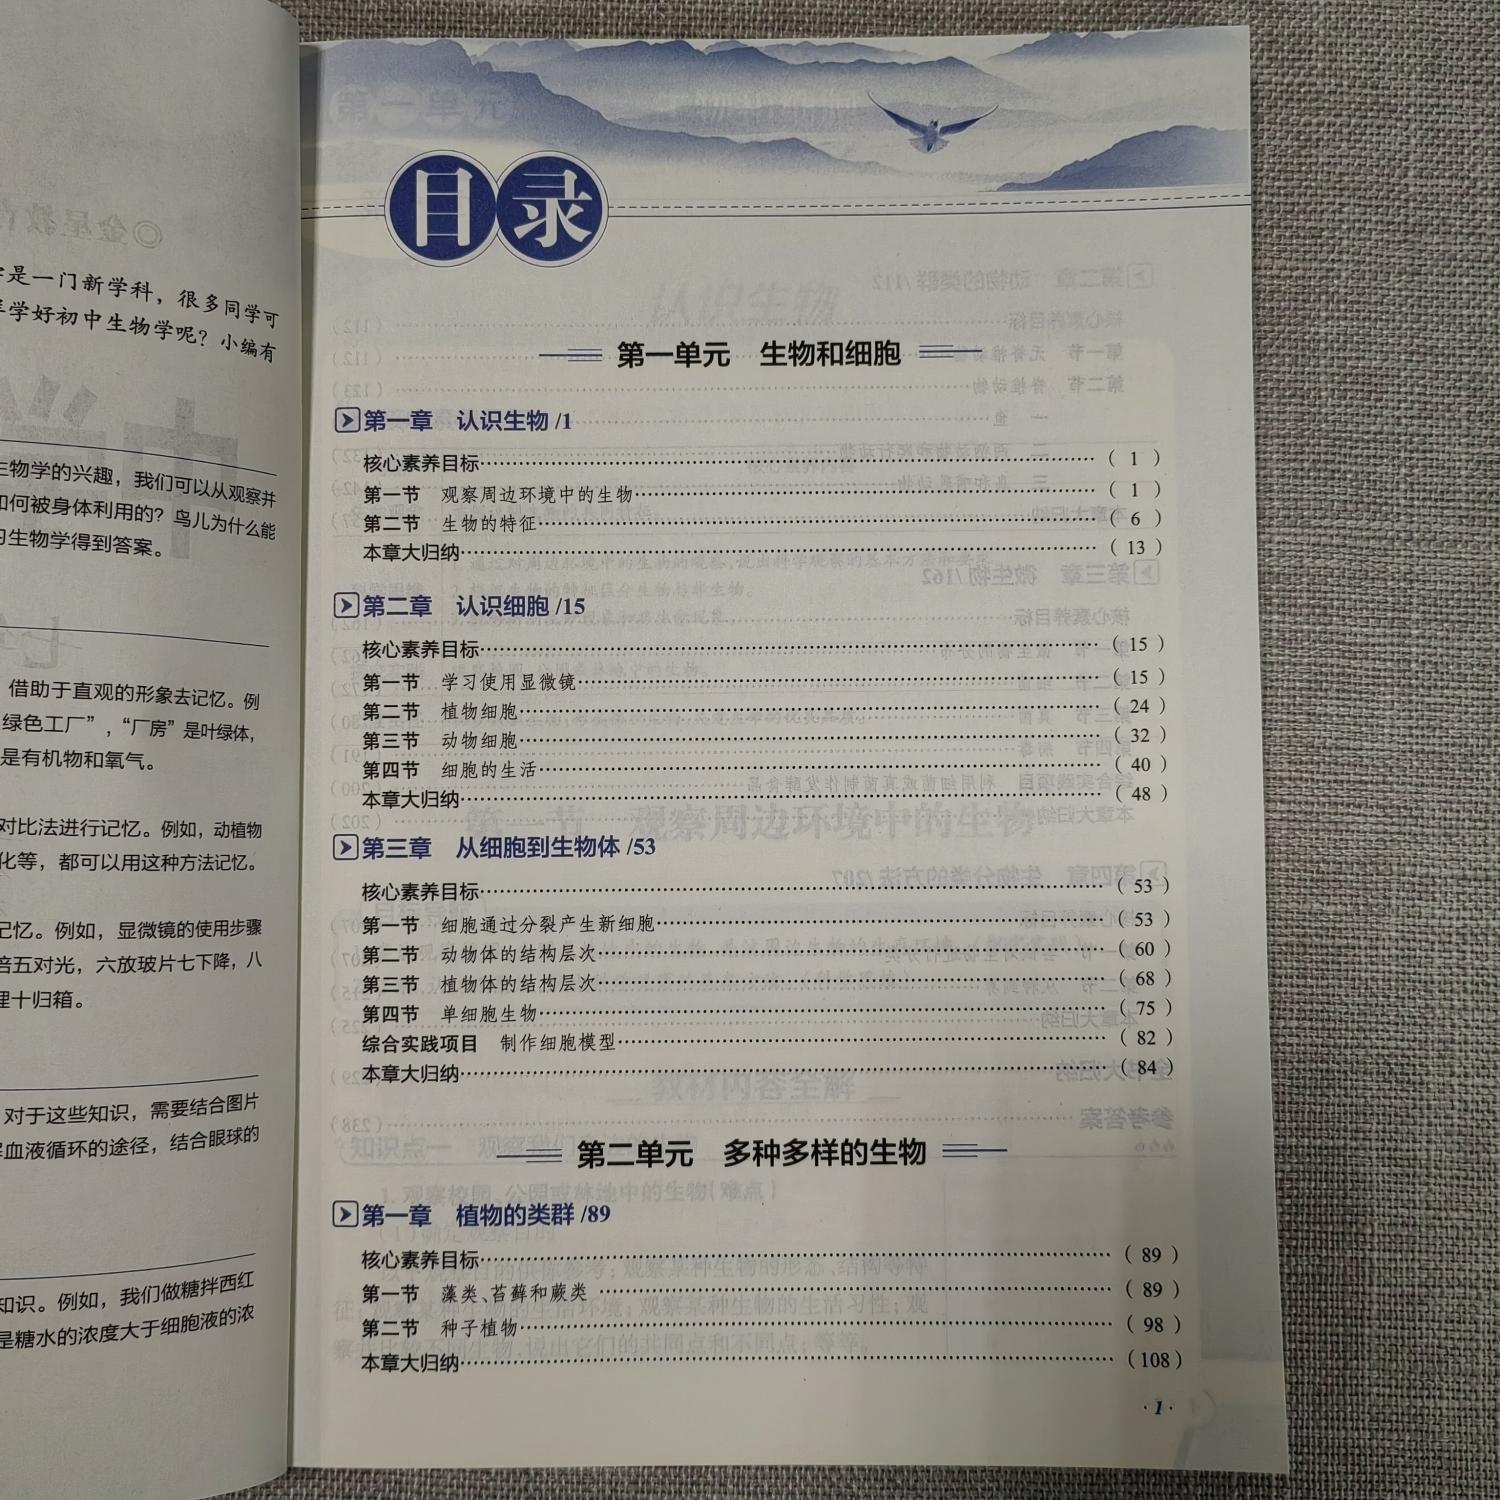 是一门新学科，很多同学可
学好初中生物学呢？小编有
生物学的兴趣，我们可以从观察并
如何被身体利用的？鸟儿为什么能
习生物学得到答案。
借助于直观的形象去记忆。例
绿色工厂”，“厂房”是叶绿体，
是有机物和氧气。
对比法进行记忆。例如，动植物
化等，都可以用这种方法记忆。
记忆。例如，显微镜的使用步骤
倍五对光，六放玻片七下降，八
理十归箱。
对于这些知识，需要结合图片
血液循环的途径，结合眼球的
知识。例如，我们做糖拌西红
是糖水的浓度大于细胞液的浓
目录
第一单元 生物和细胞
第一章 认识生物 /1
核心素养目标……（ 1 ）
第一节 观察周边环境中的生物……（ 1 ）
第二节 生物的特征……（ 6 ）
本章大归纳……（ 13 ）
第二章 认识细胞 /15
核心素养目标……（ 15 ）
第一节 学习使用显微镜……（ 15 ）
第二节 植物细胞……（ 24 ）
第三节 动物细胞……（ 32 ）
第四节 细胞的生活……（ 40 ）
本章大归纳……（ 48 ）
第三章 从细胞到生物体 /53
核心素养目标……（ 53 ）
第一节 细胞通过分裂产生新细胞……（ 53 ）
第二节 动物体的结构层次……（ 60 ）
第三节 植物体的结构层次……（ 68 ）
第四节 单细胞生物……（ 75 ）
综合实践项目 制作细胞模型……（ 82 ）
本章大归纳……（ 84 ）
第二单元 多种多样的生物
第一章 植物的类群 /89
核心素养目标……（ 89 ）
第一节 藻类、苔藓和蕨类……（ 89 ）
第二节 种子植物……（ 98 ）
本章大归纳……（ 108 ）
·1·